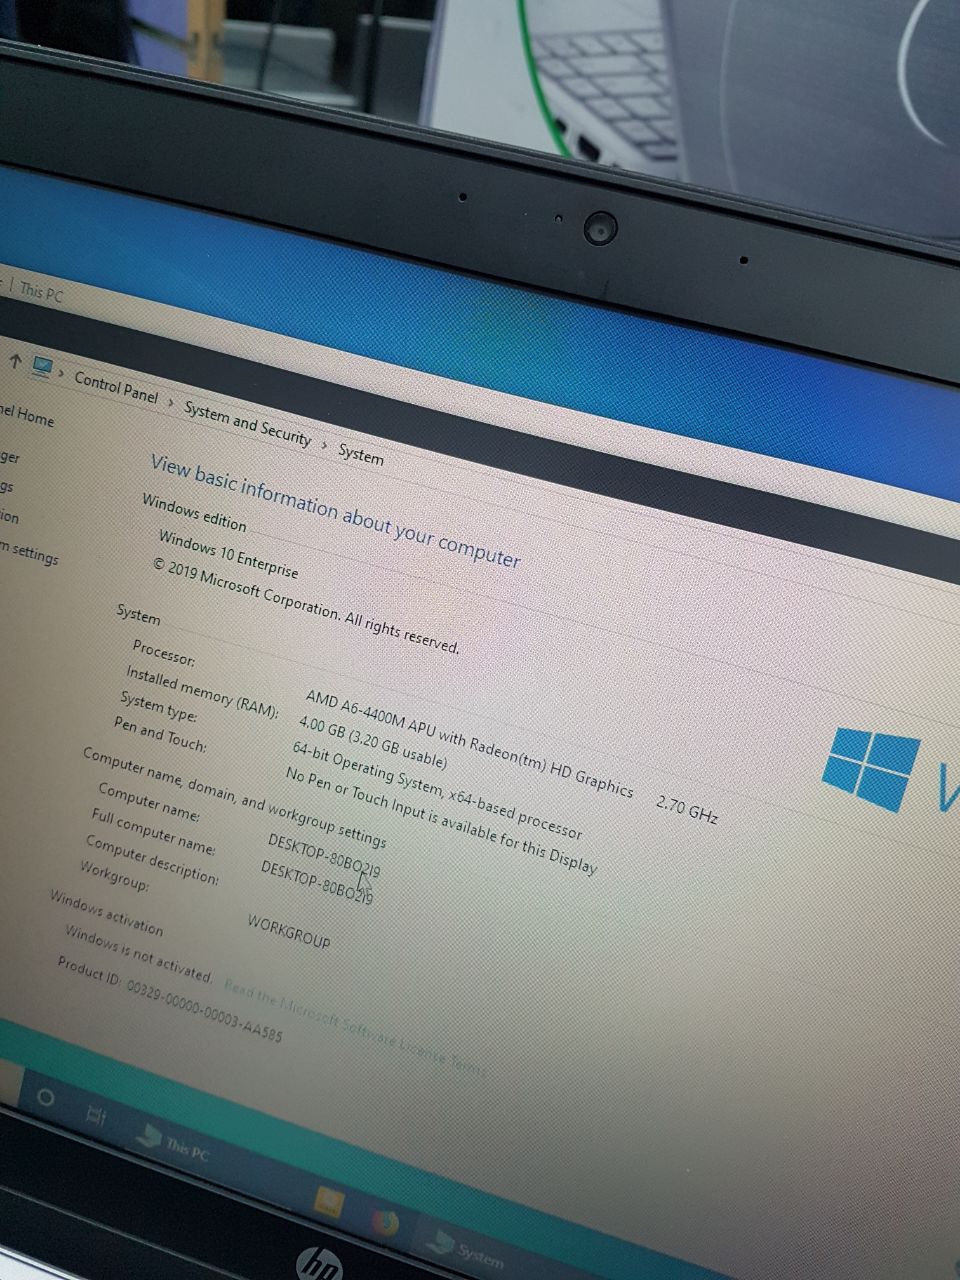 This PC
Control Panel > System and Security > System
nel Home
ger
gs
ion
m settings
View basic information about your computer
Windows edition
Windows 10 Enterprise
© 2019 Microsoft Corporation. All rights reserved.
System
Processor: AMD A6-4400M APU with Radeon(tm) HD Graphics 2.70 GHz
Installed memory (RAM): 4.00 GB (3.20 GB usable)
System type: 64-bit Operating System, x64-based processor
Pen and Touch: No Pen or Touch Input is available for this Display
Computer name, domain, and workgroup settings
Computer name: DESKTOP-80BO2I9
Full computer name: DESKTOP-80BO2I9
Computer description:
Workgroup: WORKGROUP
Windows activation
Windows is not activated. Read the Microsoft Software License Terms
Product ID: 00329-00000-00003-AA585
This PC
System
hp